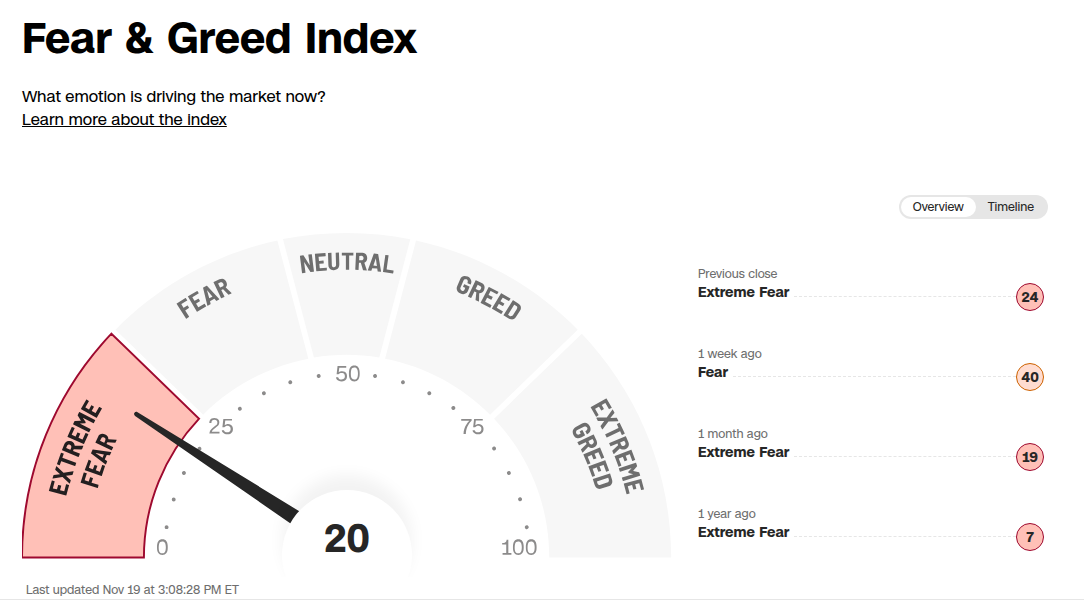 Fear & Greed Index
What emotion is driving the market now?
Learn more about the index
Overview
Timeline
EXTREME
FEAR
FEAR
NEUTRAL
GREED
EXTREME
GREED
0
25
50
75
100
20
Last updated Nov 19 at 3:08:28 PM ET
Previous close
Extreme Fear
24
1 week ago
Fear
40
1 month ago
Extreme Fear
19
1 year ago
Extreme Fear
7